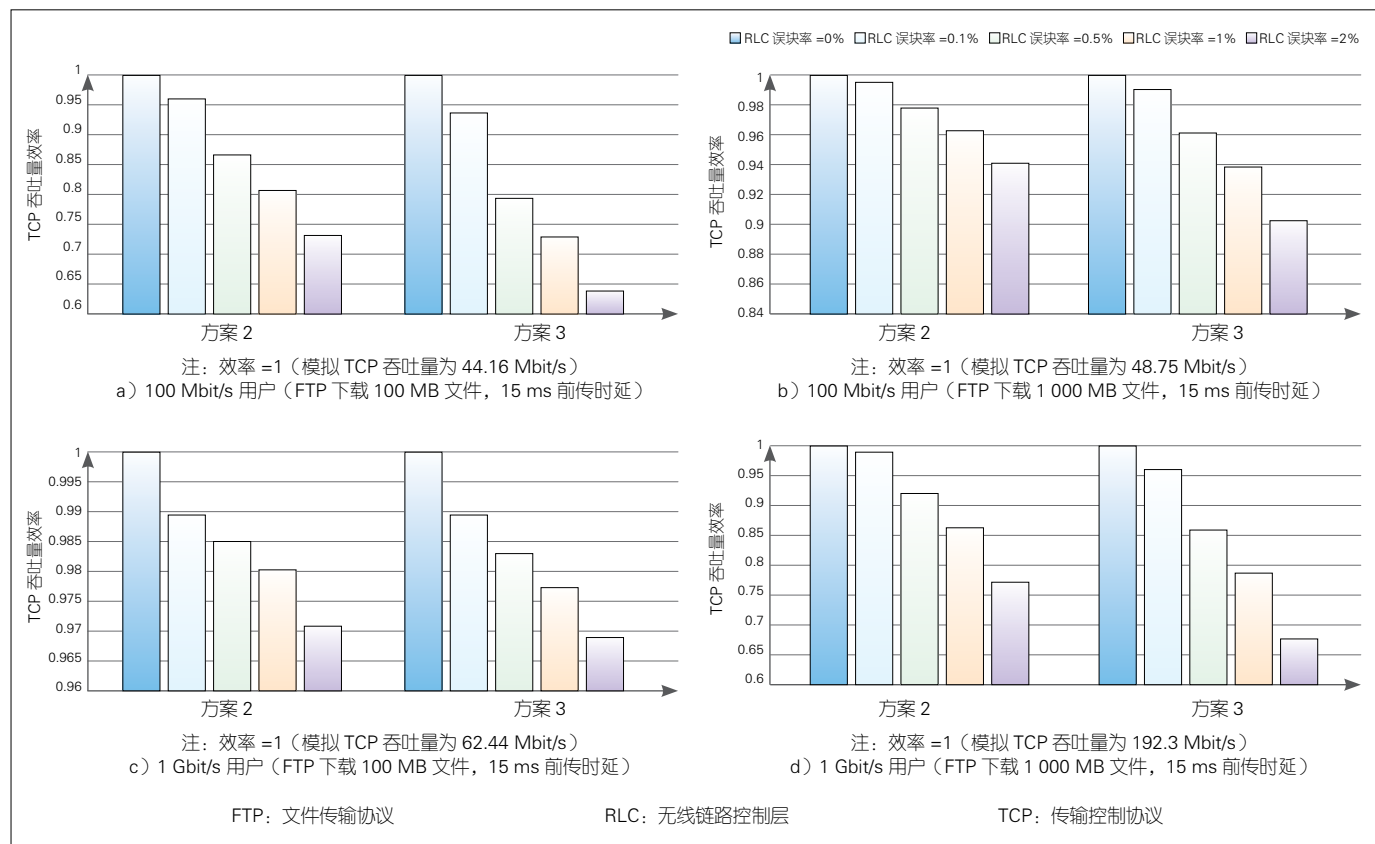 RLC 误块率 =0% RLC 误块率 =0.1% RLC 误块率 =0.5% RLC 误块率 =1% RLC 误块率 =2%
TCP 吞吐量效率
1
0.95
0.9
0.85
0.8
0.75
0.7
0.65
0.6
方案 2 方案 3
注：效率 =1（模拟 TCP 吞吐量为 44.16 Mbit/s）
a）100 Mbit/s 用户（FTP 下载 100 MB 文件，15 ms 前传时延）
TCP 吞吐量效率
1
0.98
0.96
0.94
0.92
0.9
0.88
0.86
0.84
方案 2 方案 3
注：效率 =1（模拟 TCP 吞吐量为 48.75 Mbit/s）
b）100 Mbit/s 用户（FTP 下载 1 000 MB 文件，15 ms 前传时延）
TCP 吞吐量效率
1
0.995
0.99
0.985
0.98
0.975
0.97
0.965
0.96
方案 2 方案 3
注：效率 =1（模拟 TCP 吞吐量为 62.44 Mbit/s）
c）1 Gbit/s 用户（FTP 下载 100 MB 文件，15 ms 前传时延）
TCP 吞吐量效率
1
0.95
0.9
0.85
0.8
0.75
0.7
0.65
0.6
方案 2 方案 3
注：效率 =1（模拟 TCP 吞吐量为 192.3 Mbit/s）
d）1 Gbit/s 用户（FTP 下载 1 000 MB 文件，15 ms 前传时延）
FTP：文件传输协议 RLC：无线链路控制层 TCP：传输控制协议